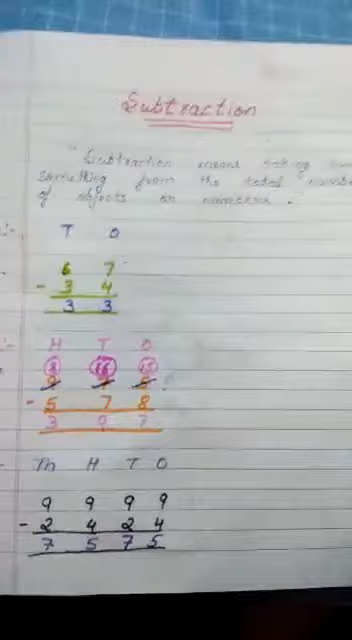 Subtraction
"Subtraction means taking
something from the total numbe
of objects or numbers."
T O
6 7
- 3 4
3 3
H T O
8 16 15
9 7 5
- 5 7 8
3 9 7
Th H T O
9 9 9 9
- 2 4 2 4
7 5 7 5